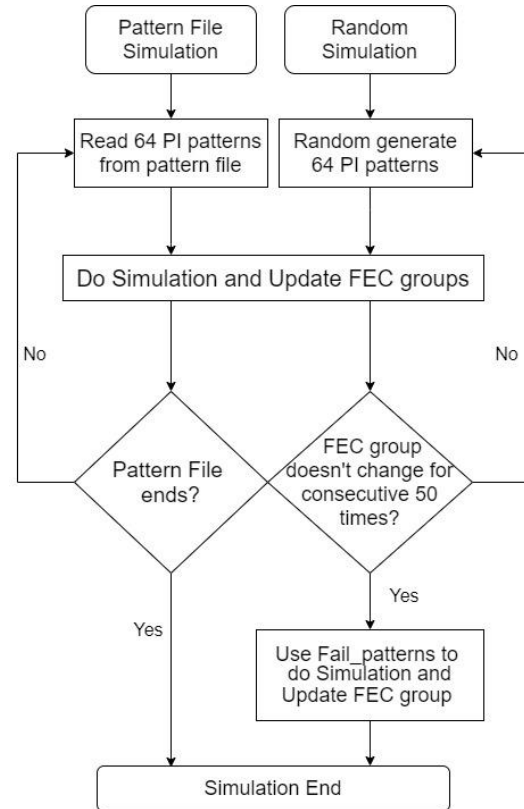 Pattern File
Simulation
Random
Simulation
Read 64 PI patterns
from pattern file
Random generate
64 PI patterns
Do Simulation and Update FEC groups
No
No
Pattern File
ends?
FEC group
doesn't change for
consecutive 50
times?
Yes
Yes
Use Fail_patterns to
do Simulation and
Update FEC group
Simulation End